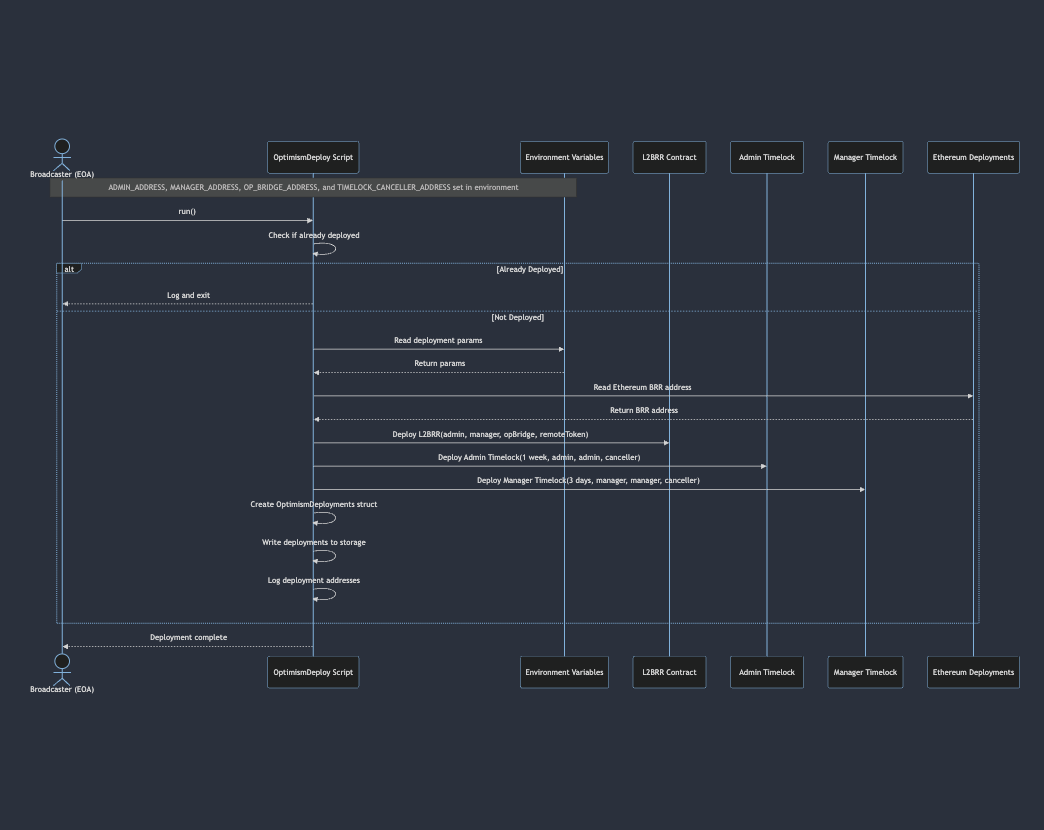 Broadcaster (EOA)
OptimismDeploy Script
Environment Variables
L2BRR Contract
Admin Timelock
Manager Timelock
Ethereum Deployments
ADMIN_ADDRESS, MANAGER_ADDRESS, OP_BRIDGE_ADDRESS, and TIMELOCK_CANCELLER_ADDRESS set in environment
run()
Check if already deployed
alt
[Already Deployed]
Log and exit
[Not Deployed]
Read deployment params
Return params
Read Ethereum BRR address
Return BRR address
Deploy L2BRR(admin, manager, opBridge, remoteToken)
Deploy Admin Timelock(1 week, admin, admin, canceller)
Deploy Manager Timelock(3 days, manager, manager, canceller)
Create OptimismDeployments struct
Write deployments to storage
Log deployment addresses
Deployment complete
Broadcaster (EOA)
OptimismDeploy Script
Environment Variables
L2BRR Contract
Admin Timelock
Manager Timelock
Ethereum Deployments